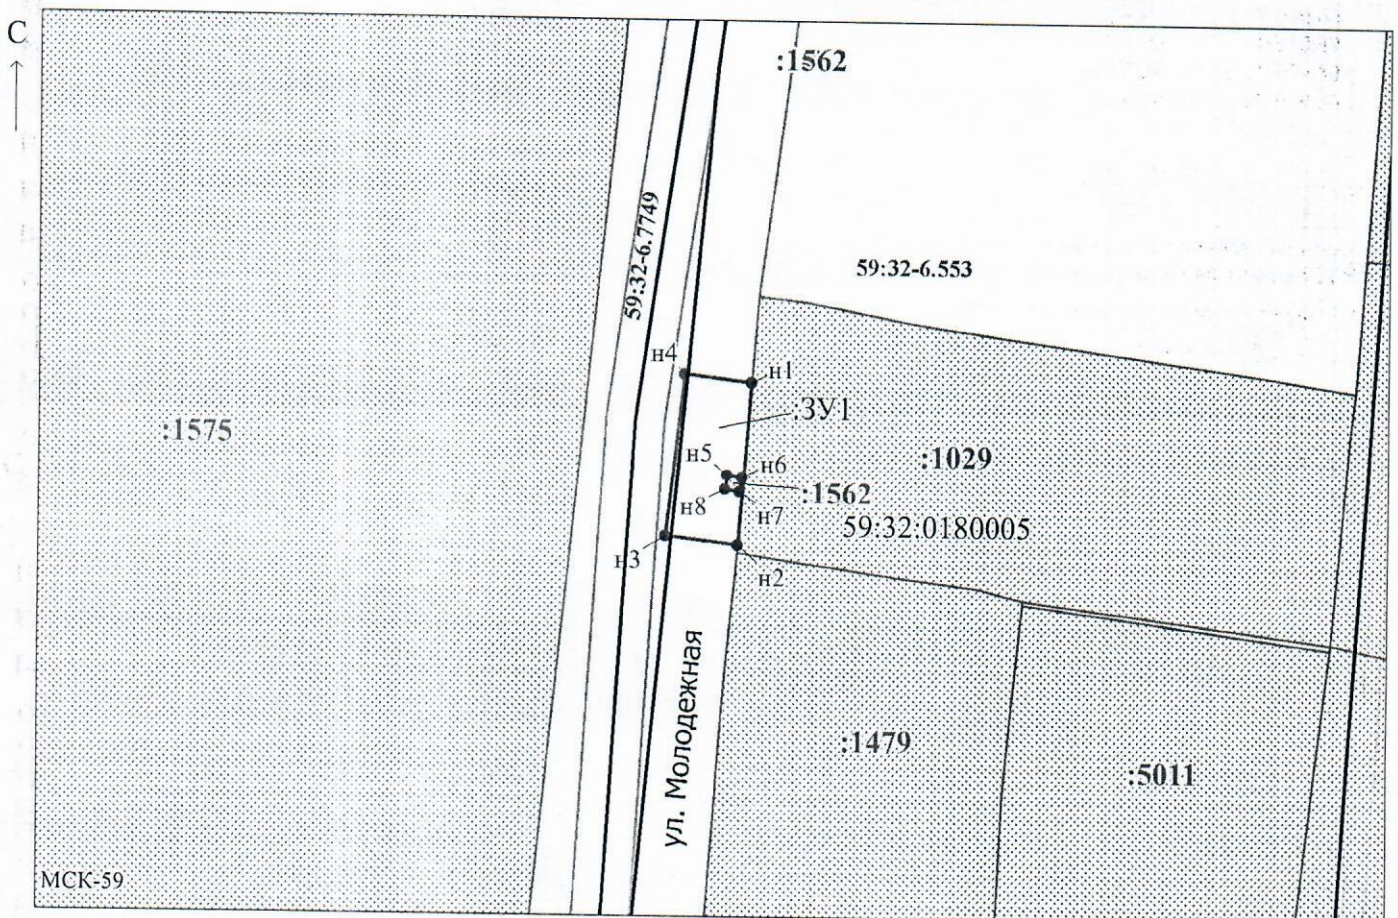 С
:1562
59:32-6.7749
59:32-6.553
н4
н1
:ЗУ1
:1575
н5
н6
:1029
:1562
н8
н7
59:32:0180005
н3
н2
ул. Молодежная
:1479
:5011
МСК-59